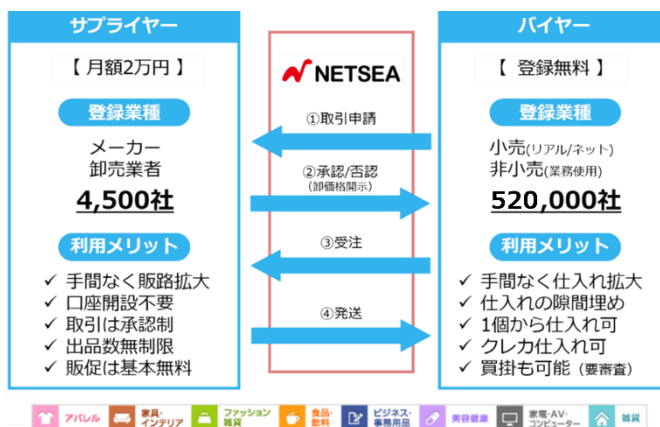 サプライヤー
【 月額2万円 】
登録業種
メーカー
卸売業者
4,500社
利用メリット
✓ 手間なく販路拡大
✓ 口座開設不要
✓ 取引は承認制
✓ 出品数無制限
✓ 販促は基本無料
NETSEA
①取引申請
②承認/否認
(卸価格開示)
③受注
④発送
バイヤー
【 登録無料 】
登録業種
小売(リアル/ネット)
非小売(業務使用)
520,000社
利用メリット
✓ 手間なく仕入れ拡大
✓ 仕入れの隙間埋め
✓ 1個から仕入れ可
✓ クレカ仕入れ可
✓ 買掛も可能（要審査）
アパレル
家具・
インテリア
ファッション
雑貨
食品・
飲料
ビジネス・
事務用品
美容健康
家電・AV・
コンピューター
雑貨